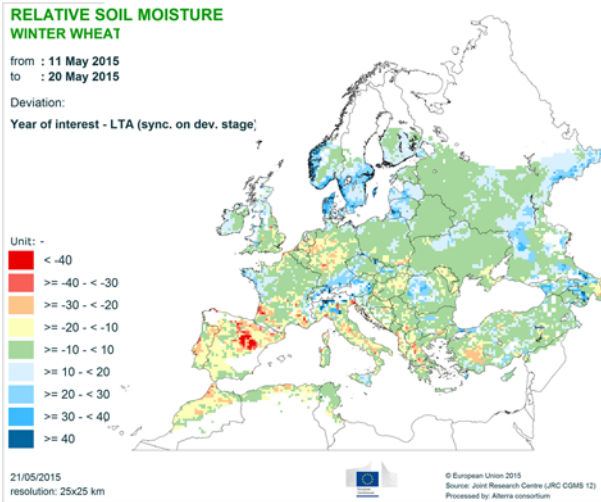 RELATIVE SOIL MOISTURE
WINTER WHEAT
from : 11 May 2015
to : 20 May 2015
Deviation:
Year of interest - LTA (sync. on dev. stage)
Unit: -
< -40
>= -40 - < -30
>= -30 - < -20
>= -20 - < -10
>= -10 - < 10
>= 10 - < 20
>= 20 - < 30
>= 30 - < 40
>= 40
21/05/2015
resolution: 25x25 km
© European Union 2015
Source: Joint Research Centre (JRC CGMS 12)
Processed by: Alterra consortium